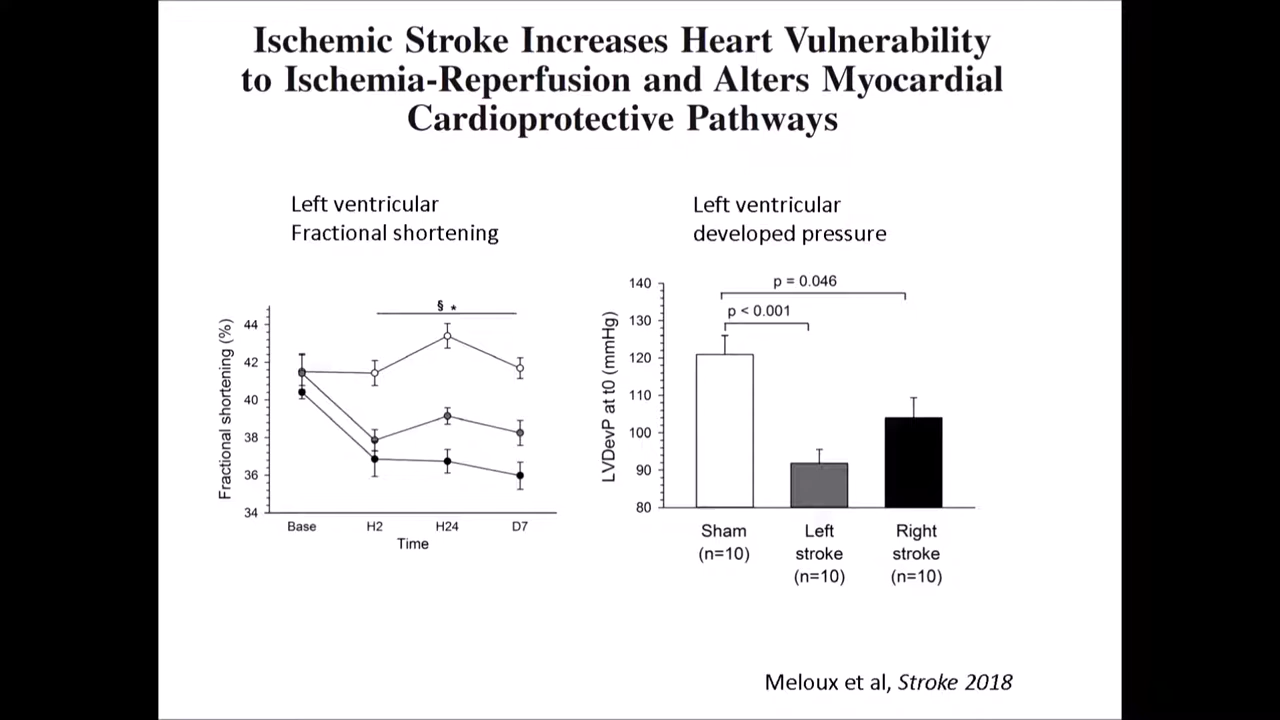 Ischemic Stroke Increases Heart Vulnerability
to Ischemia-Reperfusion and Alters Myocardial
Cardioprotective Pathways
Left ventricular
Fractional shortening
Fractional shortening (%)
44
42
40
38
36
34
§ *
Base
H2
H24
D7
Time
Left ventricular
developed pressure
LVDevP at t0 (mmHg)
140
130
120
110
100
90
80
p = 0.046
p < 0.001
Sham
(n=10)
Left
stroke
(n=10)
Right
stroke
(n=10)
Meloux et al, Stroke 2018